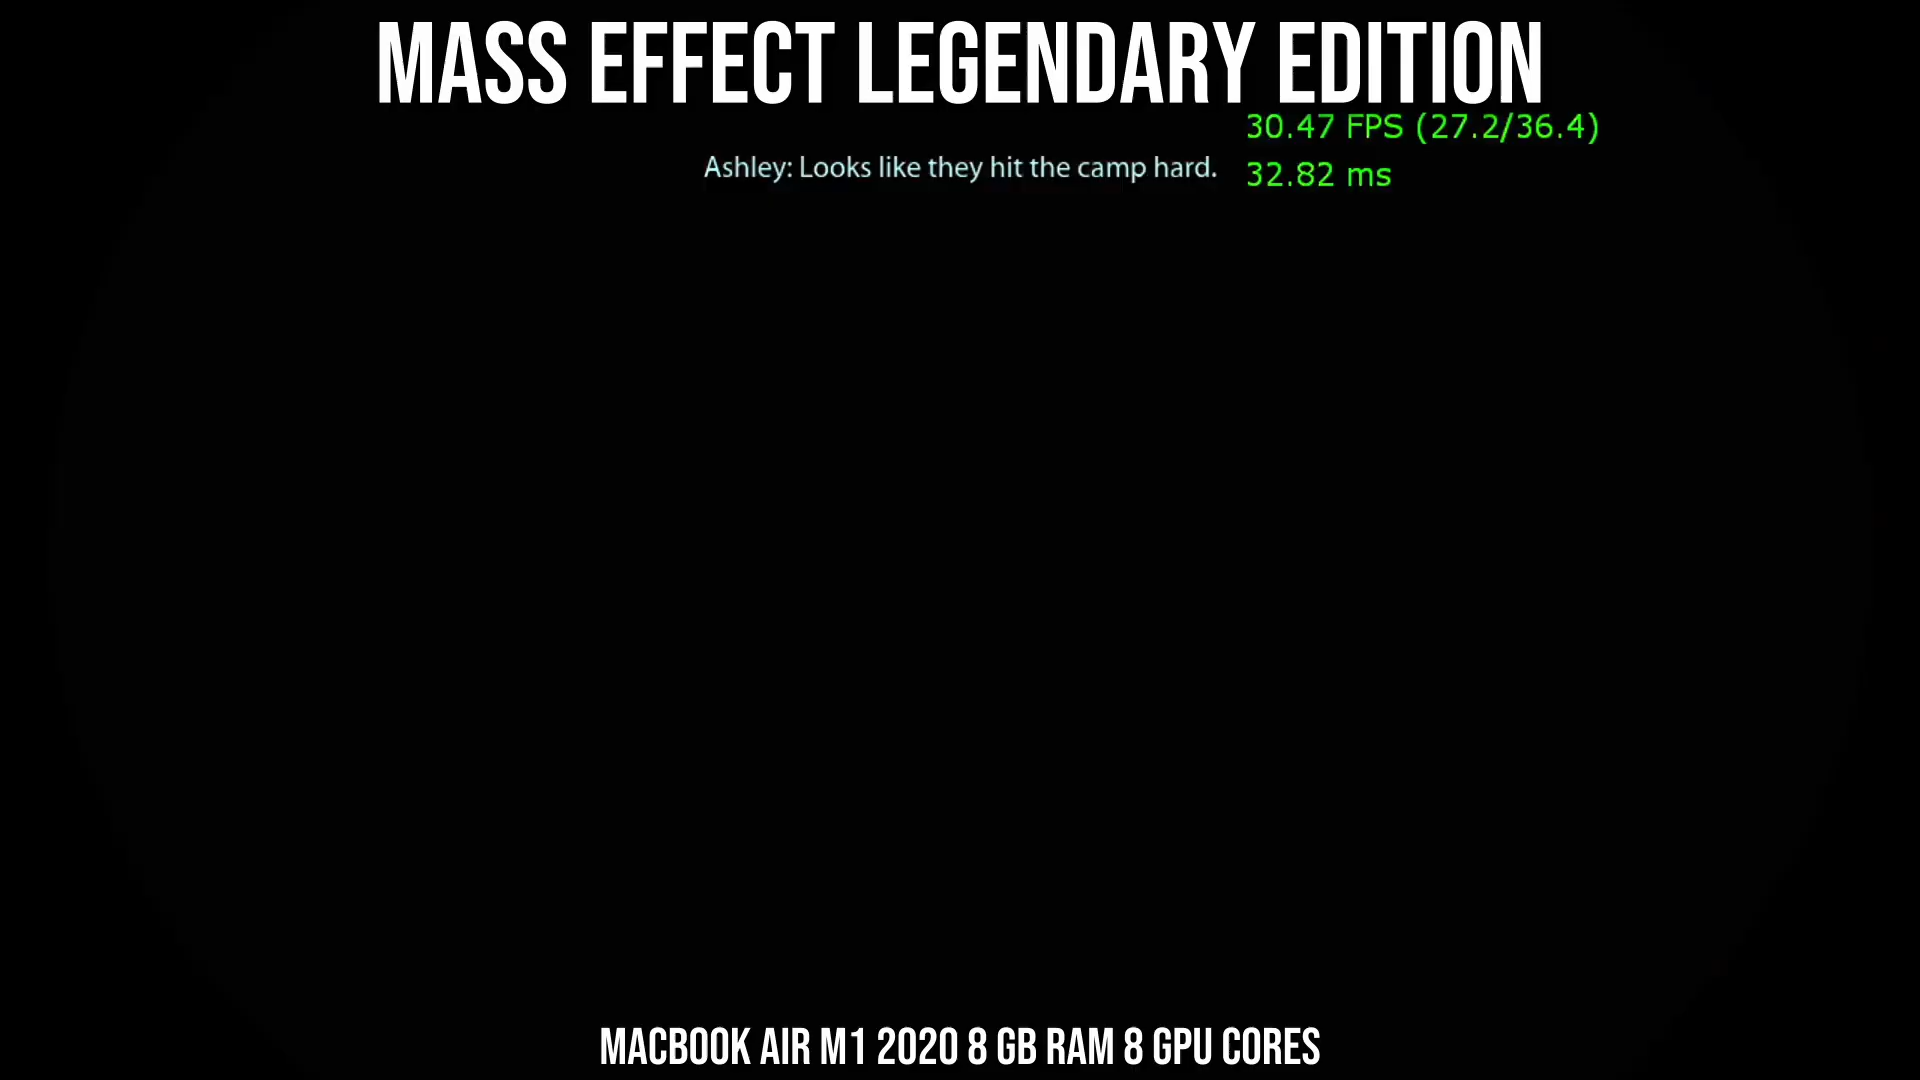 MASS EFFECT LEGENDARY EDITION
30.47 FPS (27.2/36.4)
Ashley: Looks like they hit the camp hard.
32.82 ms
MACBOOK AIR M1 2020 8 GB RAM 8 GPU CORES